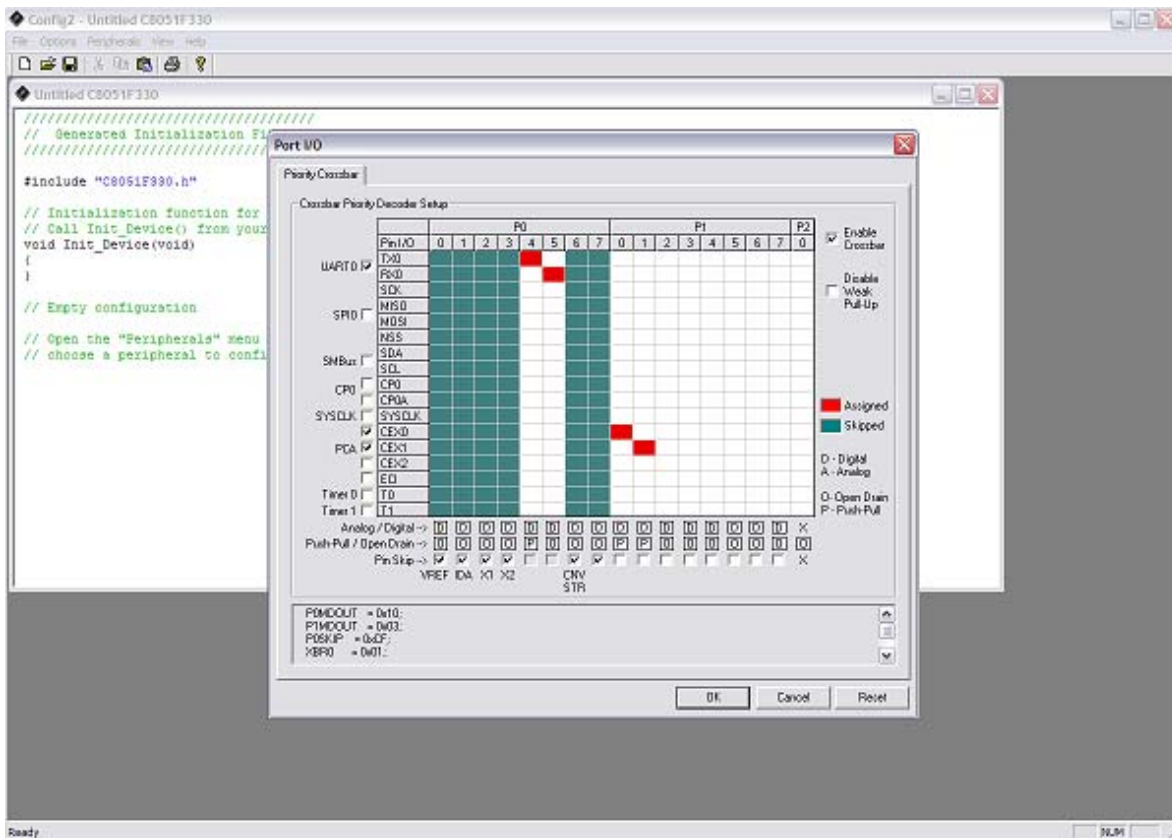 Config2 - Untitled C8051F330
File Options Peripherals View Help
Untitled C8051F330
/////////////////////////////////////
// Generated Initialization Fi
#include "C8051F330.h"
// Initialization function for
// Call Init_Device() from your
void Init_Device(void)
{
}
// Empty configuration
// Open the "Peripherals" menu
// choose a peripheral to confi
Port I/O
Priority Crossbar
Crossbar Priority Decoder Setup
P0 P1 P2
Pin I/O 0 1 2 3 4 5 6 7 0 1 2 3 4 5 6 7 0
UART0 TX0
RX0
SCK
SPI0 MISO
MOSI
NSS
SMBus SDA
SCL
CP0 CP0
CP0A
SYSCLK SYSCLK
CEX0
PCA CEX1
CEX2
ECI
Timer 0 T0
Timer 1 T1
Analog / Digital ->
Push-Pull / Open Drain ->
Pin Skip ->
VREF IDA X1 X2 CNV
STR
Enable
Crossbar
Disable
Weak
Pull-Up
Assigned
Skipped
D - Digital
A - Analog
O- Open Drain
P - Push-Pull
P0MDOUT = 0x10;
P1MDOUT = 0x03;
P0SKIP = 0xCF;
XBR0 = 0x01;
OK Cancel Reset
Ready NUM